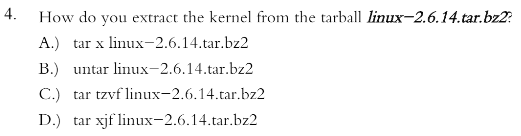 4. How do you extract the kernel from the tarball linux-2.6.14.tar.bz2?
A.) tar x linux-2.6.14.tar.bz2
B.) untar linux-2.6.14.tar.bz2
C.) tar tzvf linux-2.6.14.tar.bz2
D.) tar xjf linux-2.6.14.tar.bz2